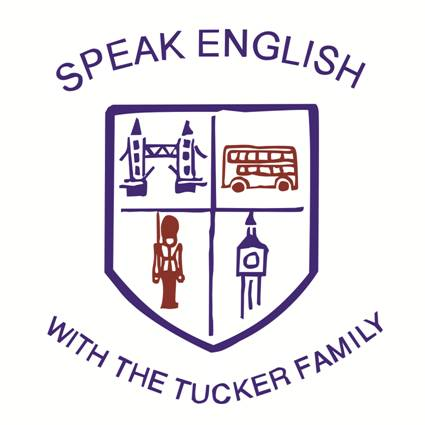 SPEAK ENGLISH
WITH THE TUCKER FAMILY